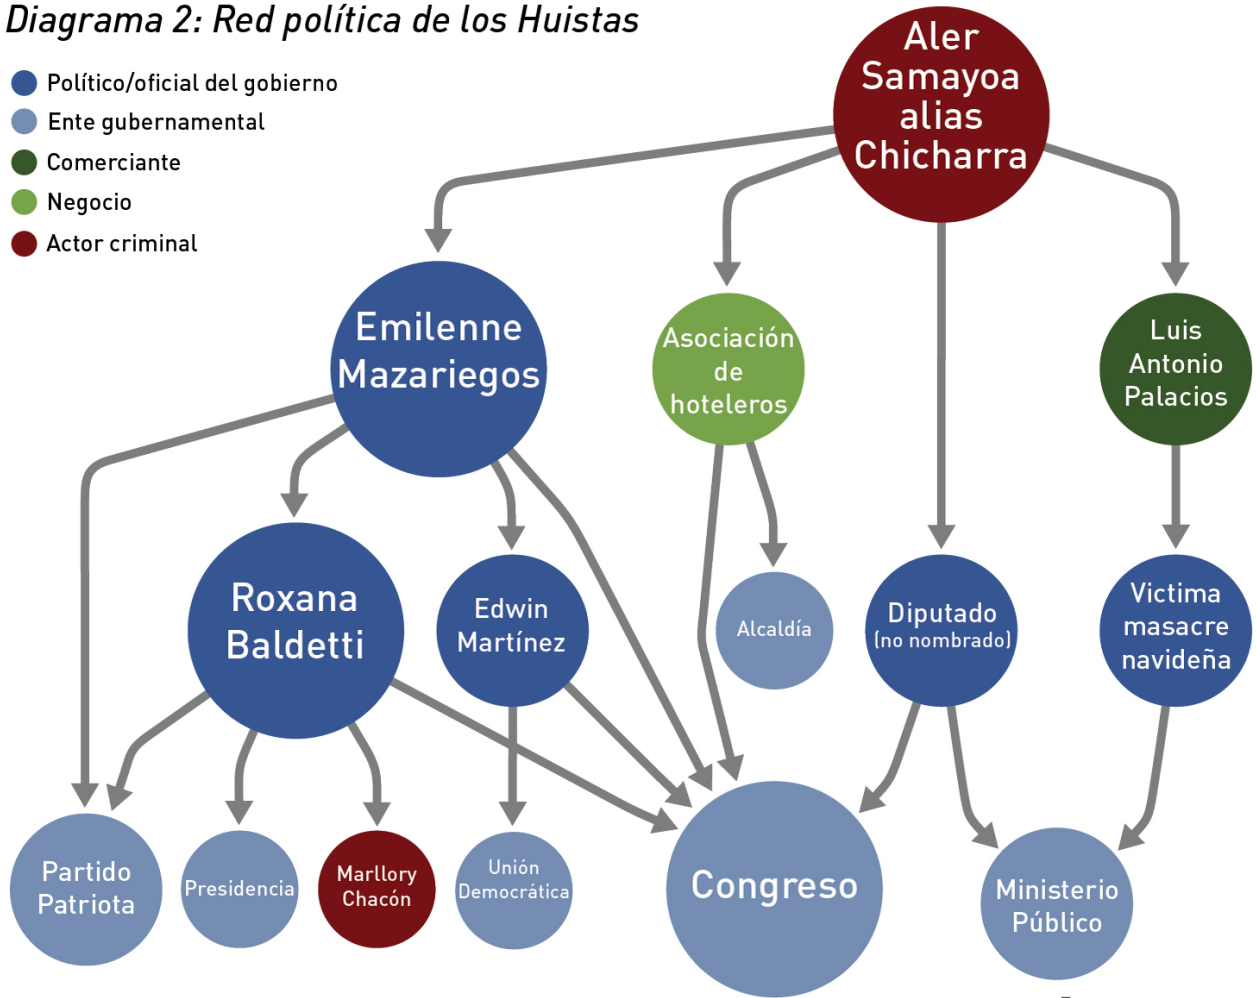 Diagrama 2: Red política de los Huistas
Político/oficial del gobierno
Ente gubernamental
Comerciante
Negocio
Actor criminal
Aler
Samayoa
alias
Chicharra
Emilenne
Mazariegos
Asociación
de
hoteleros
Luis
Antonio
Palacios
Roxana
Baldetti
Edwin
Martínez
Alcaldía
Diputado
(no nombrado)
Victima
masacre
navideña
Partido
Patriota
Presidencia
Marllory
Chacón
Unión
Democrática
Congreso
Ministerio
Público